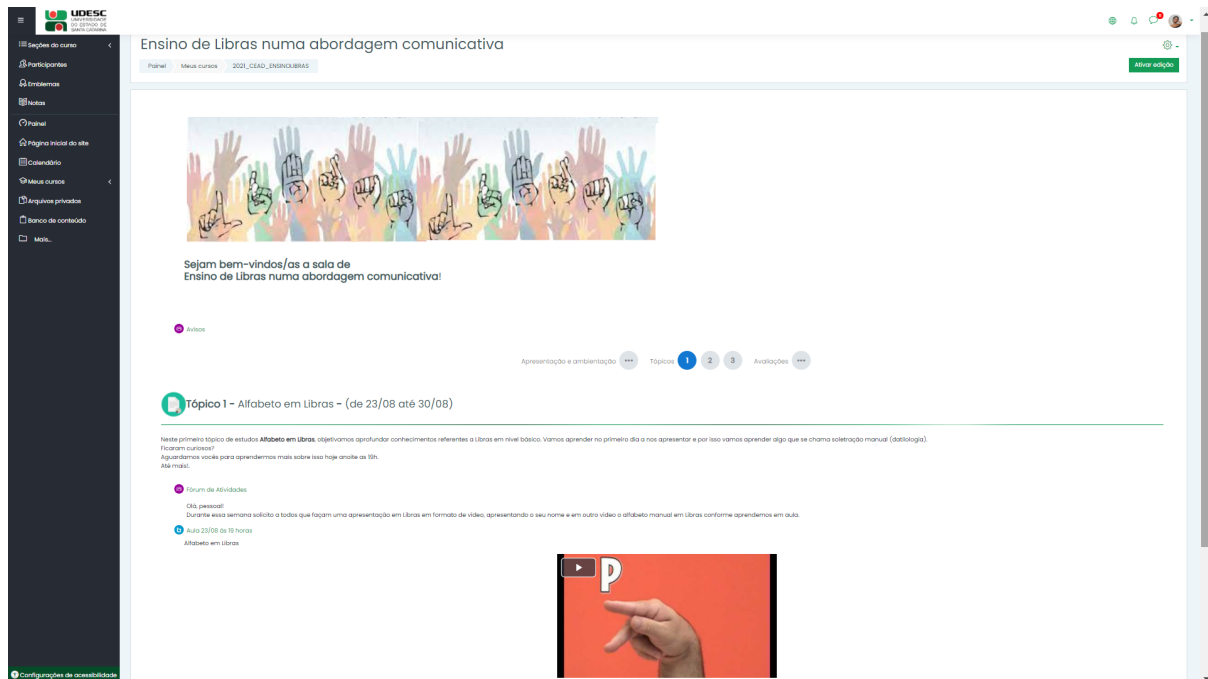 UDESC
UNIVERSIDADE
DO ESTADO DE
SANTA CATARINA
Seções do curso
Participantes
Emblemas
Notas
Painel
Página inicial do site
Calendário
Meus cursos
Arquivos privados
Banco de conteúdo
Mais...
Configurações de acessibilidade
Ensino de Libras numa abordagem comunicativa
Painel Meus cursos 2021_CEAD_ENSINOLIBRAS
Ativar edição
Sejam bem-vindos/as a sala de
Ensino de Libras numa abordagem comunicativa!
Avisos
Apresentação e ambientação ... Tópicos 1 2 3 Avaliações ...
Tópico 1 - Alfabeto em Libras - (de 23/08 até 30/08)
Neste primeiro tópico de estudos Alfabeto em Libras, objetivamos aprofundar conhecimentos referentes a Libras em nível básico. Vamos aprender no primeiro dia a nos apresentar e por isso vamos aprender algo que se chama soletração manual (datilologia).
Ficaram curiosos?
Aguardamos vocês para aprendermos mais sobre isso hoje anoite as 19h.
Até mais!.
Fórum de Atividades
Olá, pessoal!
Durante essa semana solicito a todos que façam uma apresentação em Libras em formato de vídeo, apresentando o seu nome e em outro vídeo o alfabeto manual em Libras conforme aprendemos em aula.
Aula 23/08 às 19 horas
Alfabeto em Libras
P